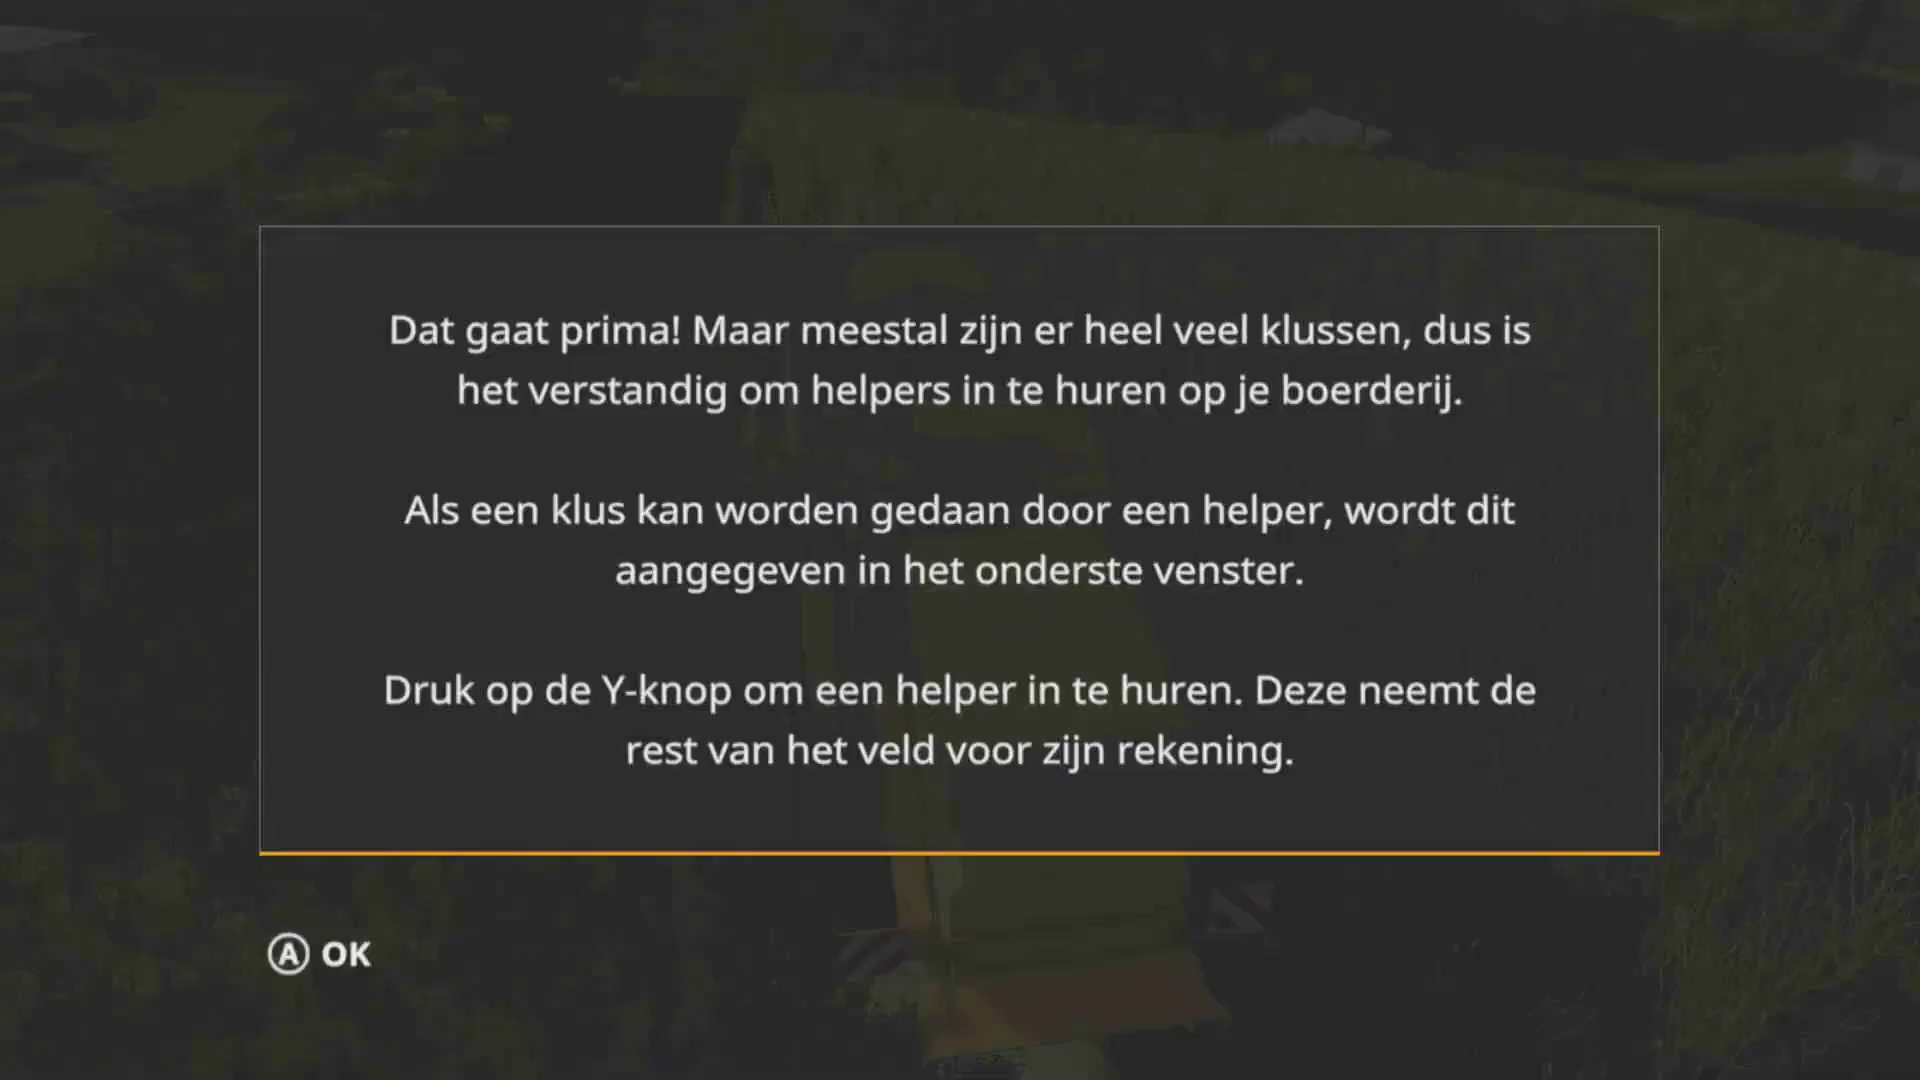 Dat gaat prima! Maar meestal zijn er heel veel klussen, dus is
het verstandig om helpers in te huren op je boerderij.
Als een klus kan worden gedaan door een helper, wordt dit
aangegeven in het onderste venster.
Druk op de Y-knop om een helper in te huren. Deze neemt de
rest van het veld voor zijn rekening.
A OK